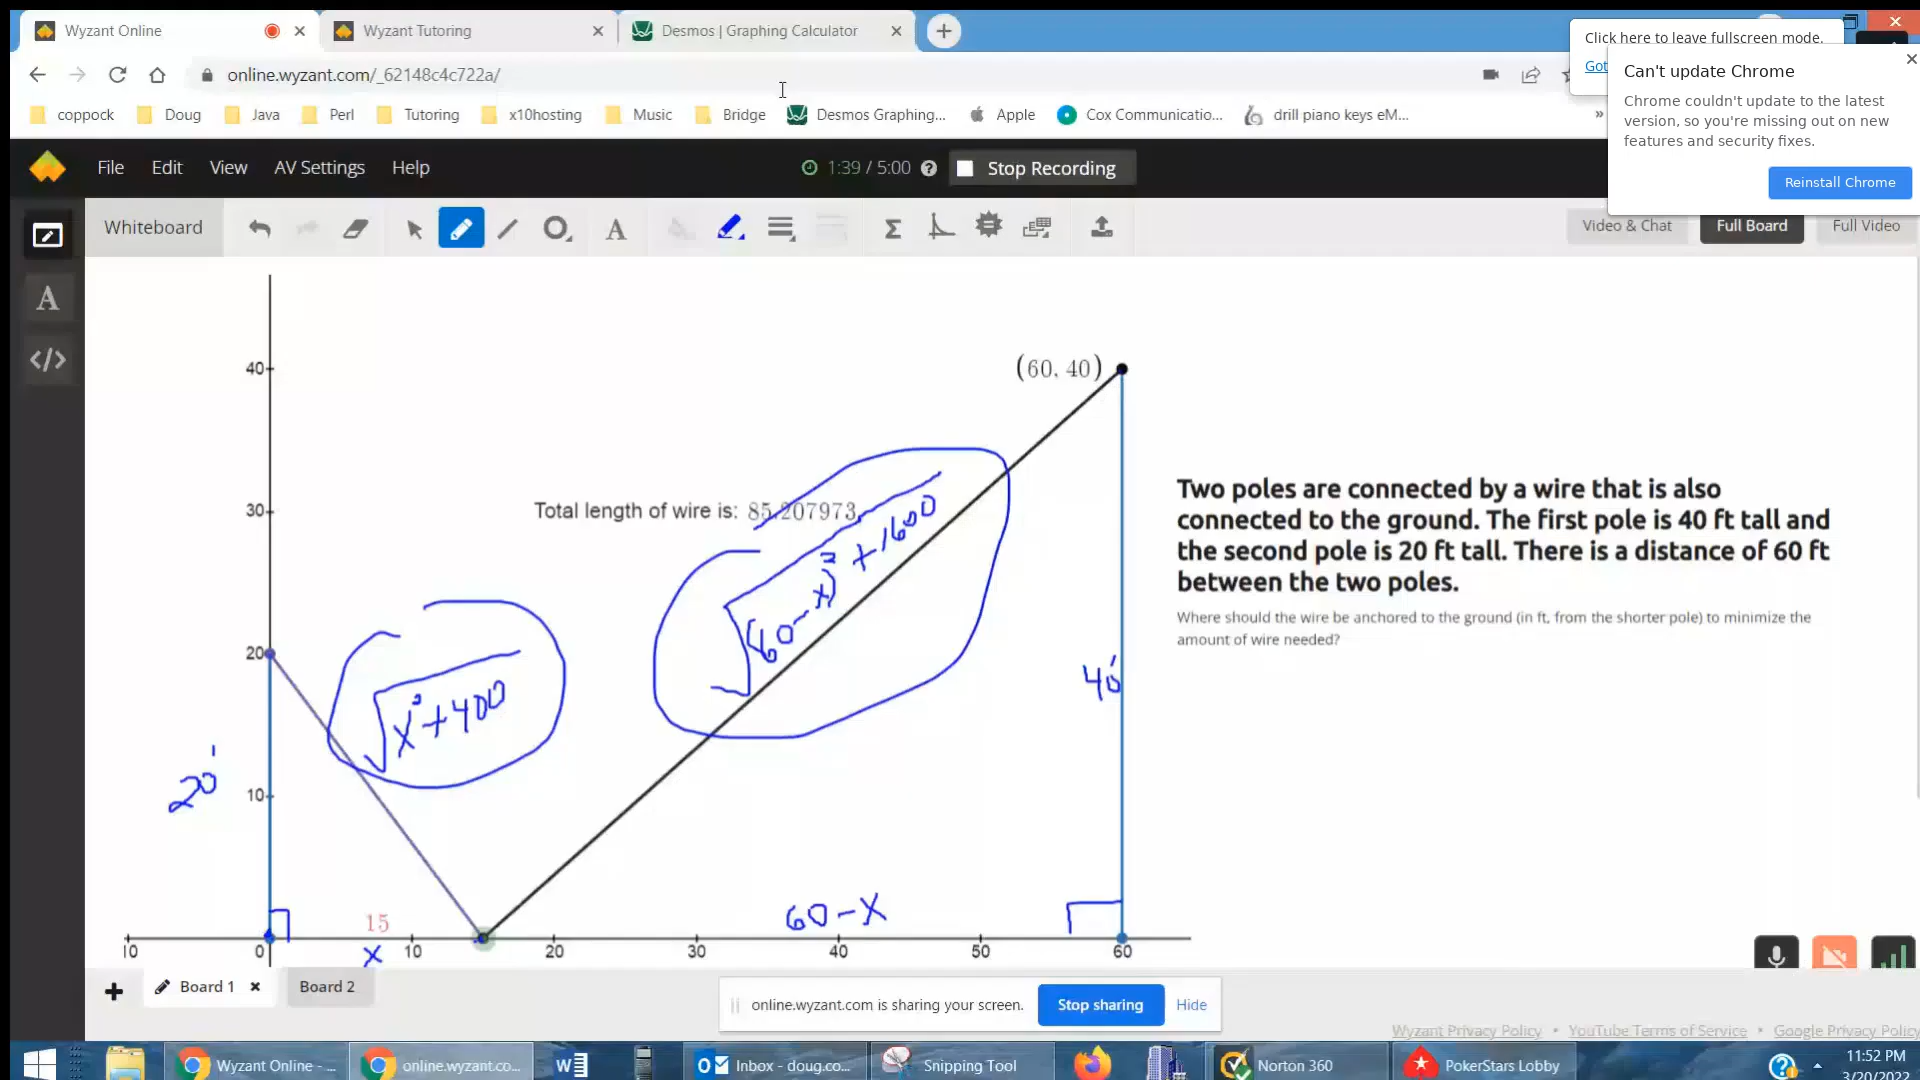 Wyzant Online
Wyzant Tutoring
Desmos | Graphing Calculator
Click here to leave fullscreen mode.
Got
Can't update Chrome
Chrome couldn't update to the latest
version, so you're missing out on new
features and security fixes.
Reinstall Chrome
online.wyzant.com/_62148c4c722a/
coppock
Doug
Java
Perl
Tutoring
x10hosting
Music
Bridge
Desmos Graphing...
Apple
Cox Communicatio...
drill piano keys eM...
»
File
Edit
View
AV Settings
Help
1:39 / 5:00
Stop Recording
Whiteboard
Video & Chat
Full Board
Full Video
40
(60, 40)
30
Total length of wire is: 85.207973
√(60-x)²+1600
Two poles are connected by a wire that is also
connected to the ground. The first pole is 40 ft tall and
the second pole is 20 ft tall. There is a distance of 60 ft
between the two poles.
Where should the wire be anchored to the ground (in ft, from the shorter pole) to minimize the
amount of wire needed?
20
√x²+400
40'
20'
10
15
60-X
10
0
x
10
20
30
40
50
60
Board 1
Board 2
online.wyzant.com is sharing your screen.
Stop sharing
Hide
Wyzant Privacy Policy • YouTube Terms of Service • Google Privacy Policy
Wyzant Online - ...
online.wyzant.co...
Inbox - doug.co...
Snipping Tool
Norton 360
PokerStars Lobby
11:52 PM
3/20/2022